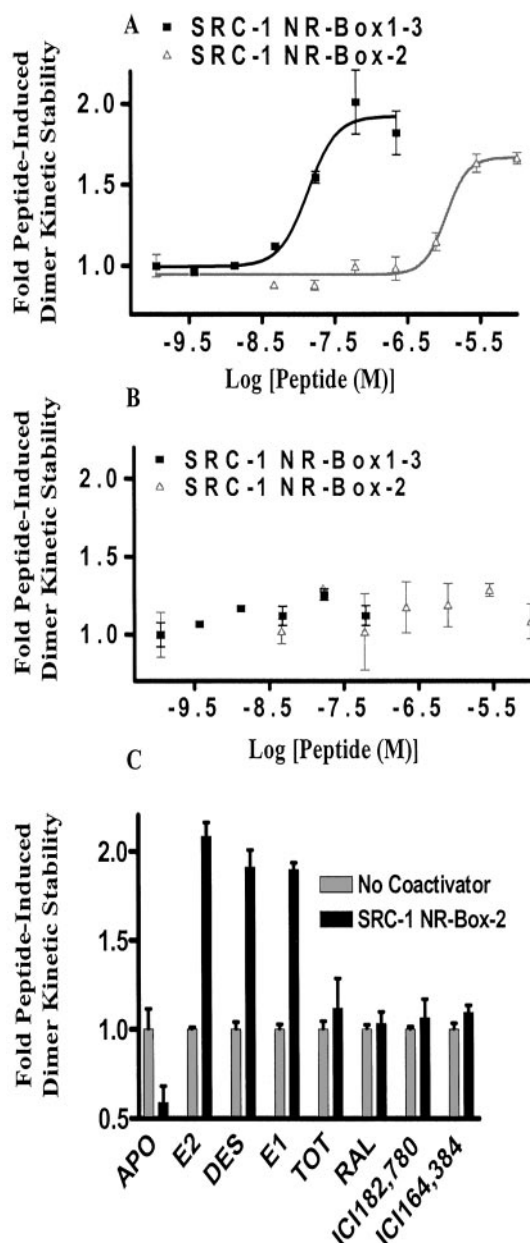 A
SRC-1 NR-Box1-3
SRC-1 NR-Box-2
Fold Peptide-Induced
Dimer Kinetic Stability
2.0
1.5
1.0
-9.5 -8.5 -7.5 -6.5 -5.5
Log [Peptide (M)]
B
SRC-1 NR-Box1-3
SRC-1 NR-Box-2
Fold Peptide-Induced
Dimer Kinetic Stability
2.0
1.5
1.0
-9.5 -8.5 -7.5 -6.5 -5.5
Log [Peptide (M)]
C
Fold Peptide-Induced
Dimer Kinetic Stability
2.0
1.5
1.0
0.5
No Coactivator
SRC-1 NR-Box-2
APO E2 DES E1 TOT RAL ICI182,780 ICI164,384